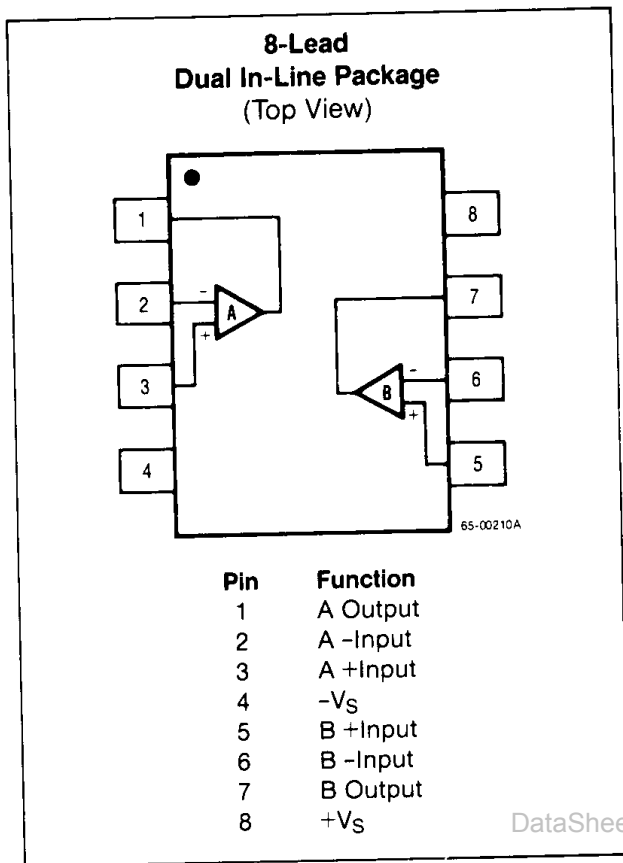 8-Lead
Dual In-Line Package
(Top View)
1
8
2
-
A
+
7
3
-
B
+
6
4
5
65-00210A
Pin Function
1 A Output
2 A -Input
3 A +Input
4 -VS
5 B +Input
6 B -Input
7 B Output
8 +VS
DataShee